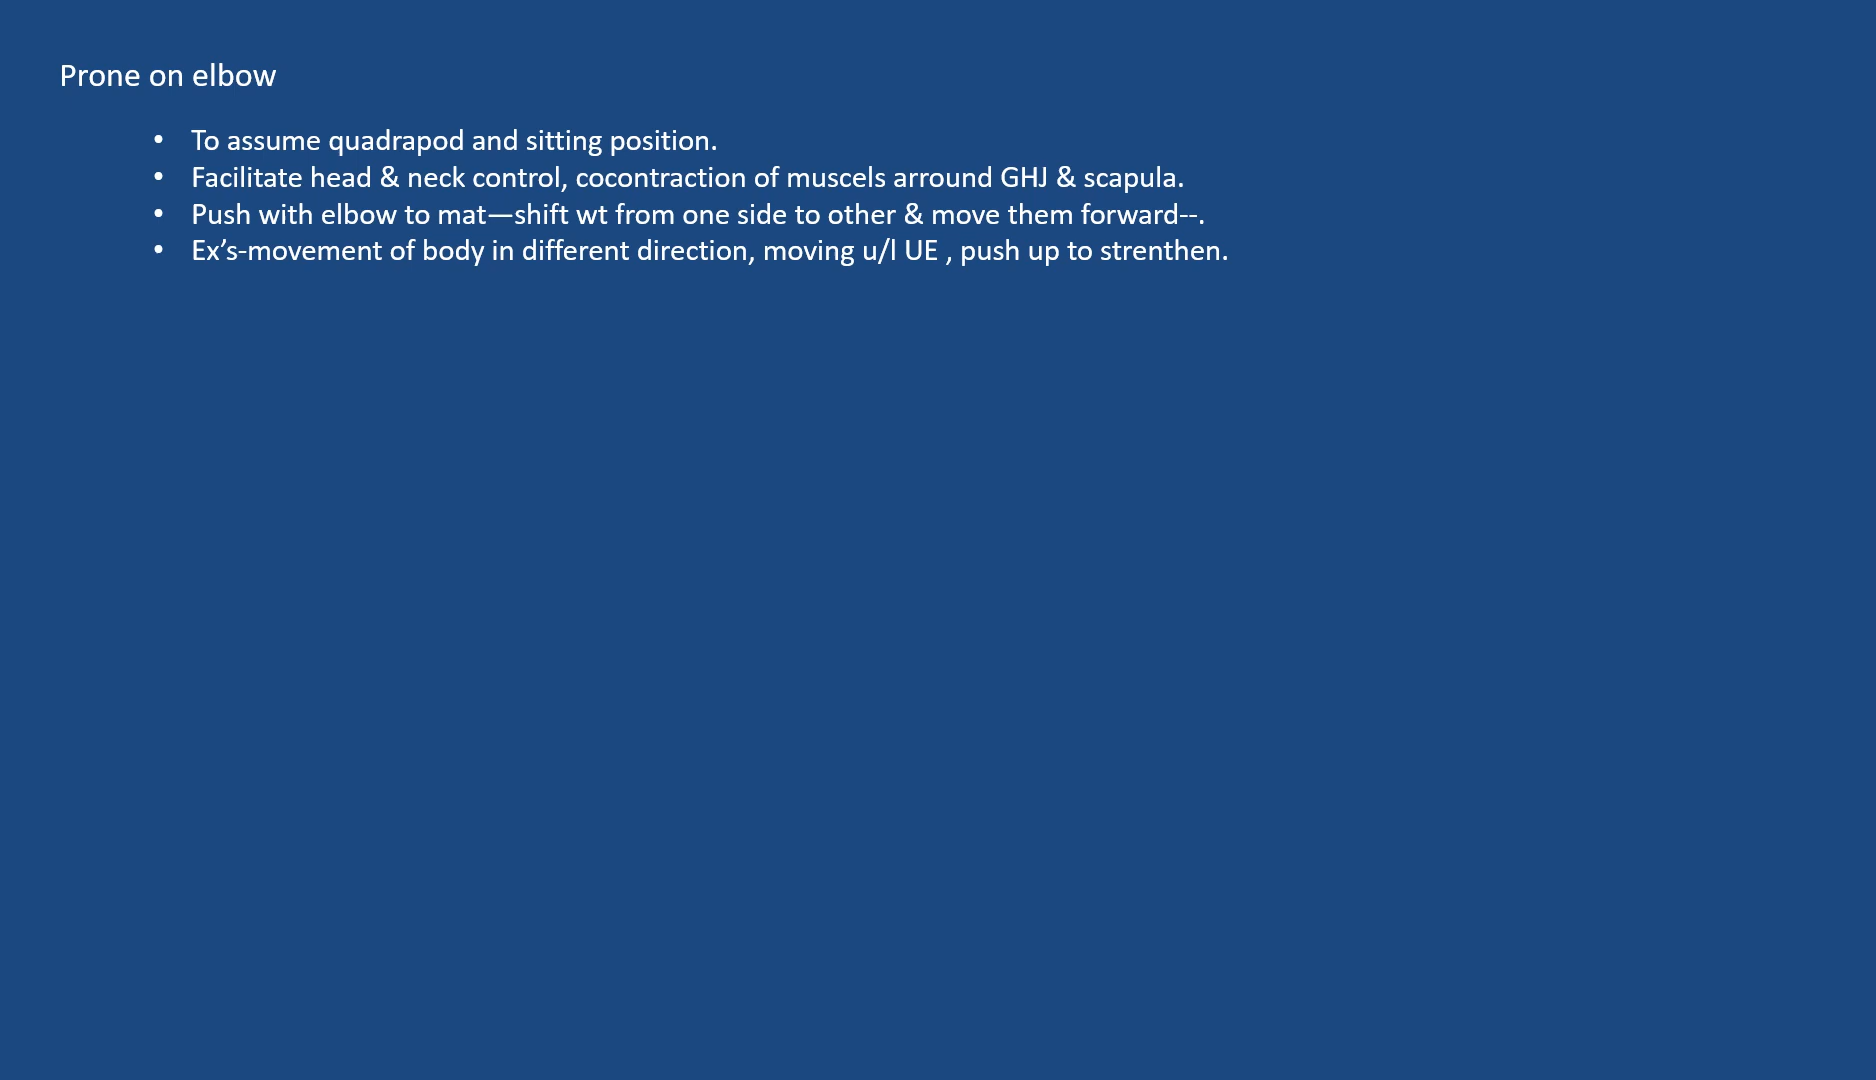 Prone on elbow
• To assume quadrapod and sitting position.
• Facilitate head & neck control, cocontraction of muscels arround GHJ & scapula.
• Push with elbow to mat—shift wt from one side to other & move them forward--.
• Ex’s-movement of body in different direction, moving u/l UE , push up to strenthen.